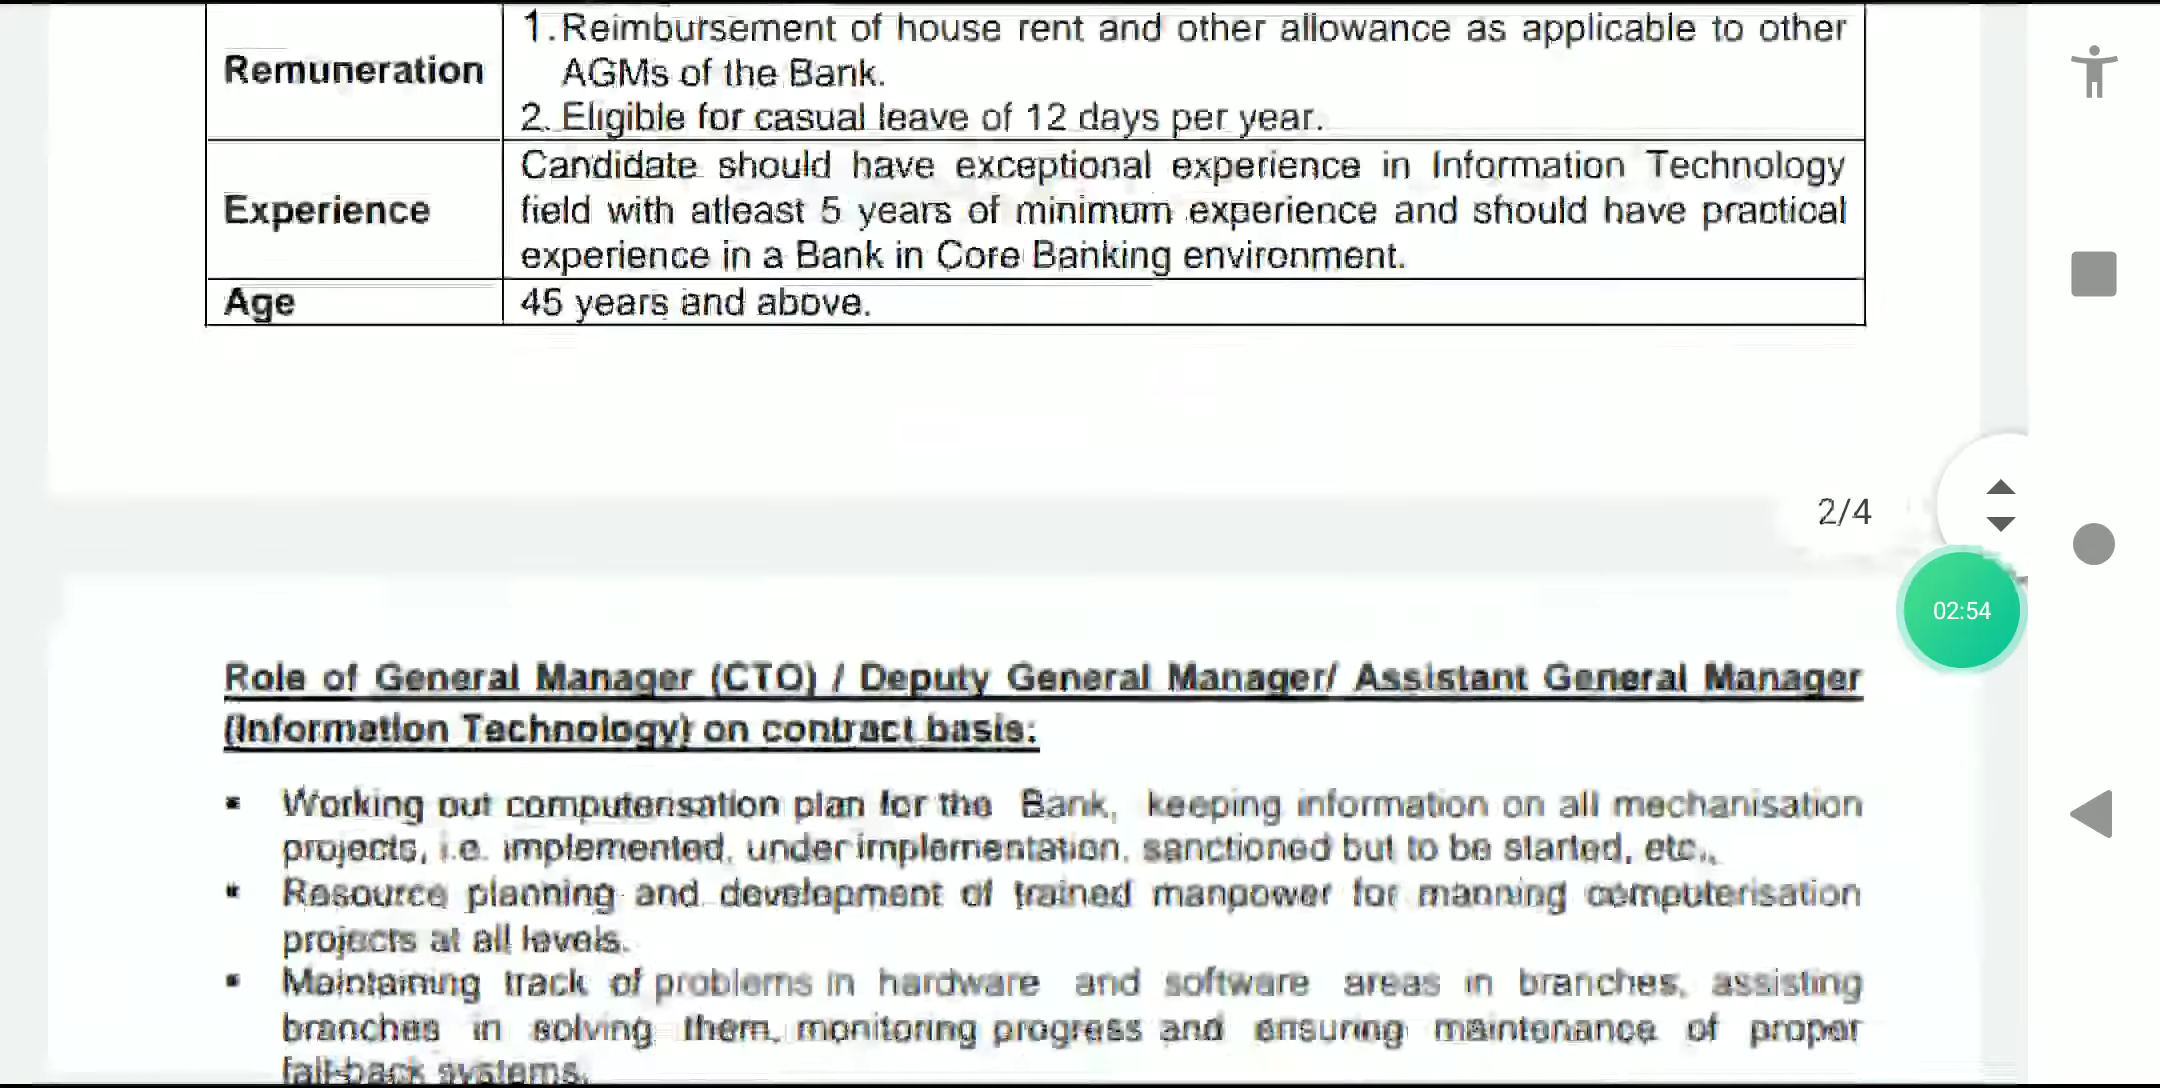 1. Reimbursement of house rent and other allowance as applicable to other
Remuneration
AGMs of the Bank.
2. Eligible for casual leave of 12 days per year.
Candidate should have exceptional experience in Information Technology
Experience
field with atleast 5 years of minimum experience and should have practical
experience in a Bank in Core Banking environment.
Age
45 years and above.
2/4
02:54
Role of General Manager (CTO) / Deputy General Manager/ Assistant General Manager
(Information Technology) on contract basis:
▪ Working out computerisation plan for the Bank, keeping information on all mechanisation
projects, i.e. implemented, under implementation, sanctioned but to be started, etc.,
▪ Resource planning and development of trained manpower for manning computerisation
projects at all levels.
▪ Maintaining track of problems in hardware and software areas in branches, assisting
branches in solving them, monitoring progress and ensuring maintenance of proper
fall-back systems.